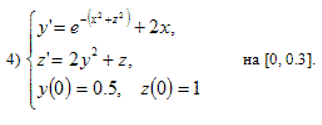 y' = e^{-(x^2+z^2)} + 2x,
4) z' = 2y^2 + z, на [0, 0.3].
y(0) = 0.5, z(0) = 1